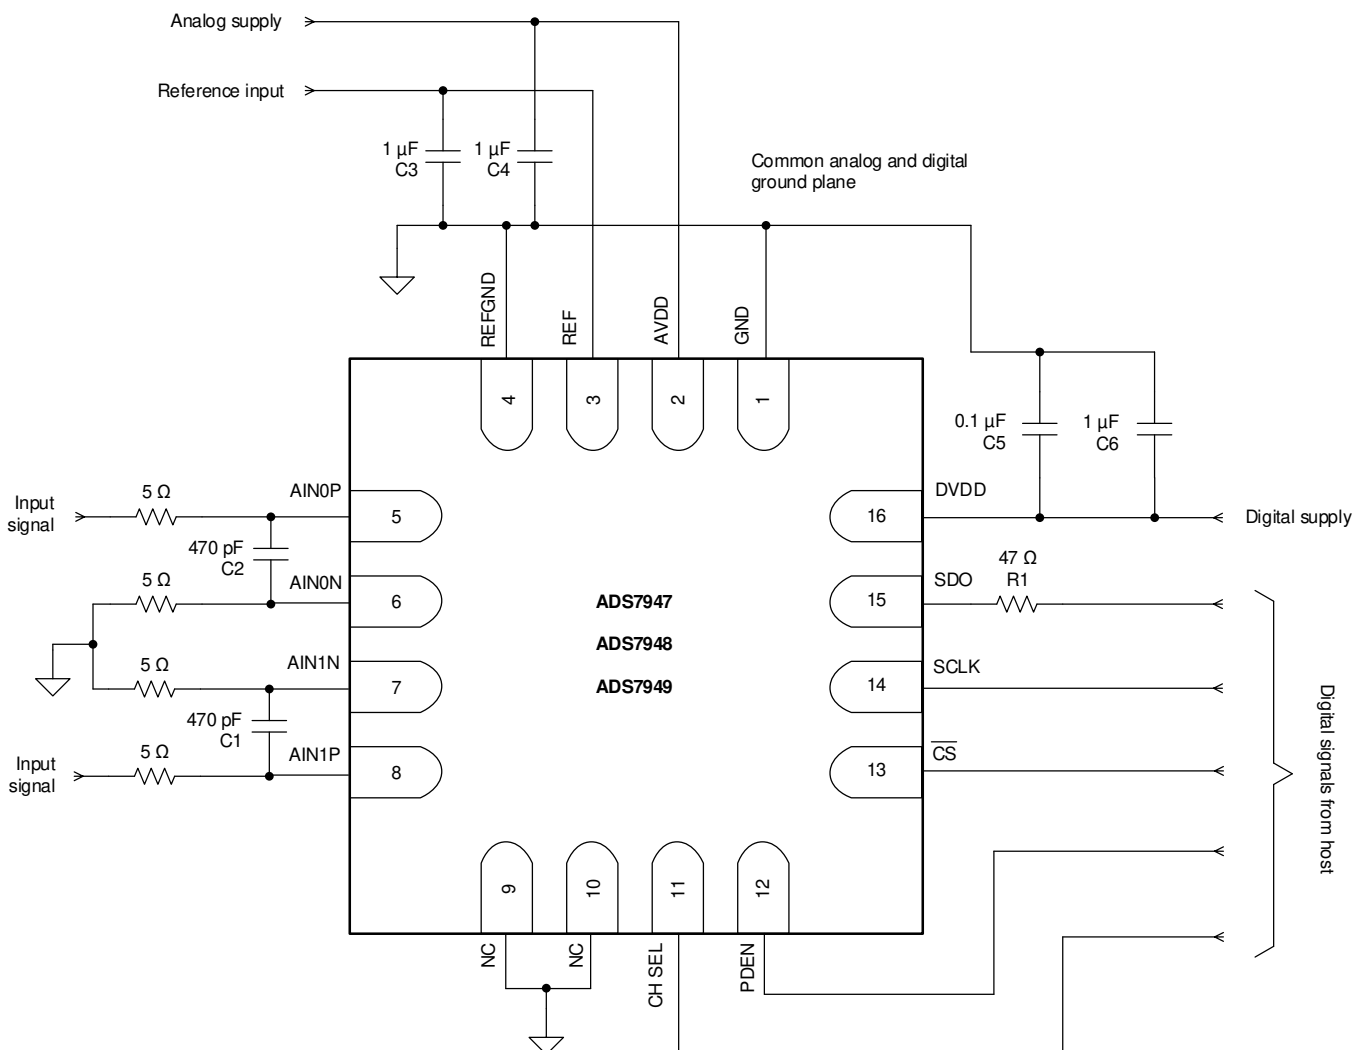 Analog supply
Reference input
1 µF
C3
1 µF
C4
Common analog and digital
ground plane
REFGND
REF
AVDD
GND
4
3
2
1
0.1 µF
C5
1 µF
C6
5 Ω
AIN0P
DVDD
Input
signal
5
16
Digital supply
470 pF
C2
47 Ω
R1
5 Ω
AIN0N
SDO
6
ADS7947
15
ADS7948
5 Ω
AIN1N
SCLK
7
ADS7949
14
470 pF
C1
5 Ω
AIN1P
CS
Input
signal
8
13
Digital signals from host
9
10
11
12
NC
NC
CH SEL
PDEN